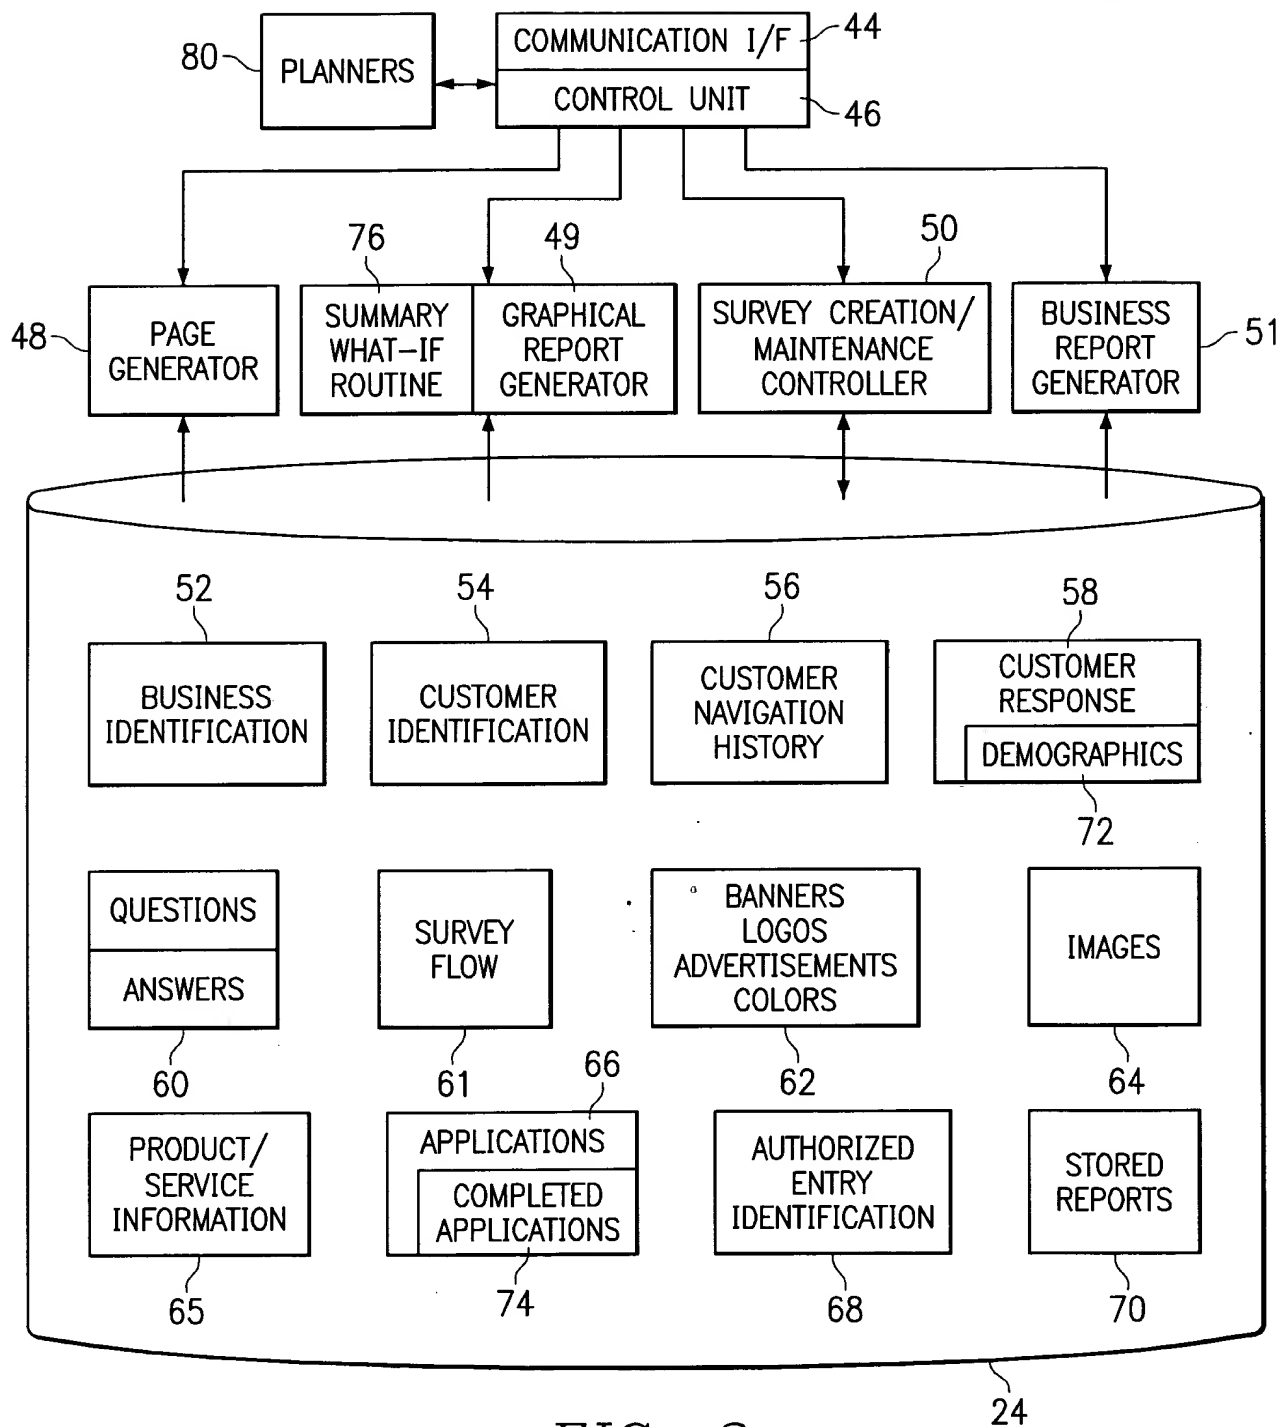 COMMUNICATION I/F
44
80
PLANNERS
CONTROL UNIT
46
76
49
50
48
PAGE
GENERATOR
SUMMARY
WHAT-IF
ROUTINE
GRAPHICAL
REPORT
GENERATOR
SURVEY CREATION/
MAINTENANCE
CONTROLLER
BUSINESS
REPORT
GENERATOR
51
52
54
56
58
BUSINESS
IDENTIFICATION
CUSTOMER
IDENTIFICATION
CUSTOMER
NAVIGATION
HISTORY
CUSTOMER
RESPONSE
DEMOGRAPHICS
72
QUESTIONS
ANSWERS
60
SURVEY
FLOW
61
BANNERS
LOGOS
ADVERTISEMENTS
COLORS
62
IMAGES
64
PRODUCT/
SERVICE
INFORMATION
65
66
APPLICATIONS
COMPLETED
APPLICATIONS
74
AUTHORIZED
ENTRY
IDENTIFICATION
68
STORED
REPORTS
70
24